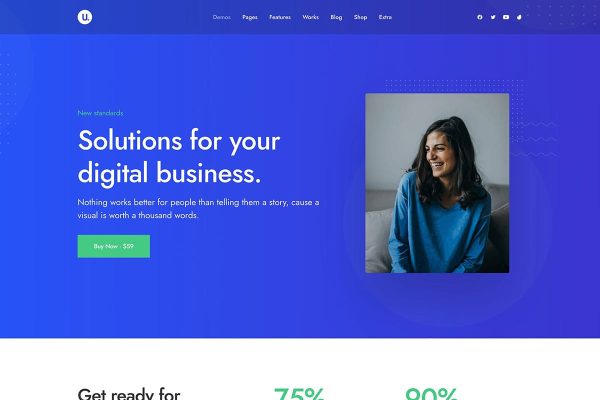 u.
Demos Pages Features Works Blog Shop Extra
New standards
Solutions for your
digital business.
Nothing works better for people than telling them a story, cause a
visual is worth a thousand words.
Buy Now - $59
Get ready for
75%
90%